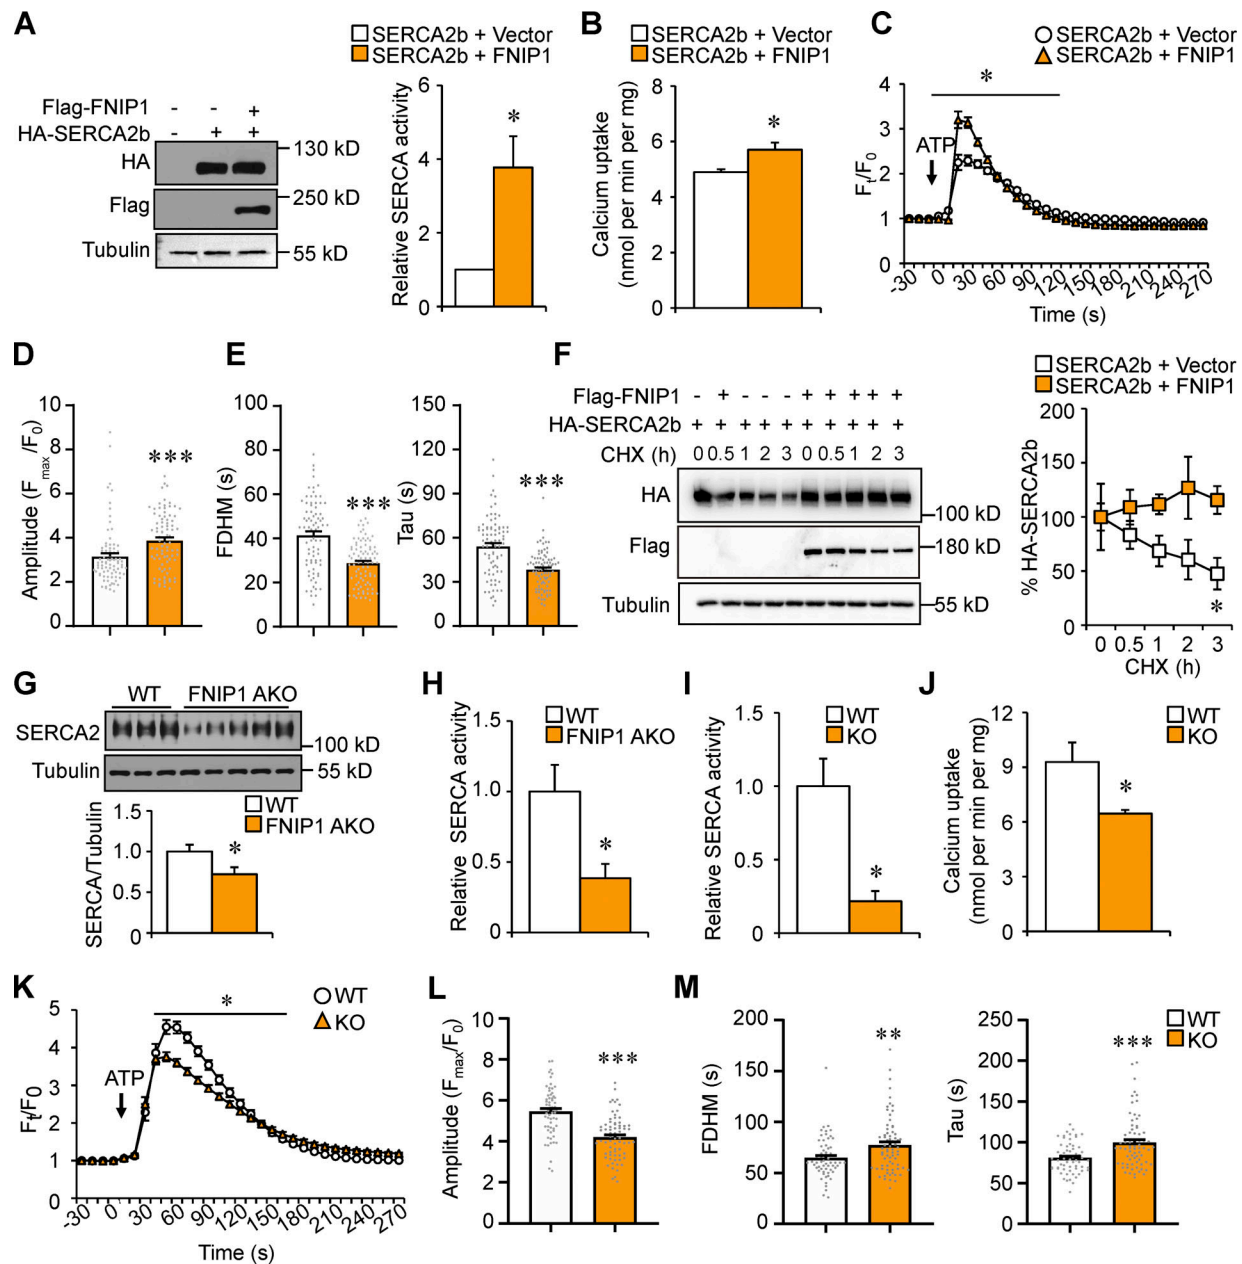 A
SERCA2b + Vector
SERCA2b + FNIP1
Flag-FNIP1 - - +
HA-SERCA2b - + +
HA
130 kD
Flag
250 kD
Tubulin
55 kD
Relative SERCA activity
6
4
2
0
*
B
SERCA2b + Vector
SERCA2b + FNIP1
Calcium uptake
(nmol per min per mg)
8
6
4
2
0
*
C
SERCA2b + Vector
SERCA2b + FNIP1
*
ATP
Ft/F0
4
3
2
1
0
-30 0 30 60 90 120 150 180 210 240 270
Time (s)
D
Amplitude (Fmax/F0)
10
8
6
4
2
0
***
E
FDHM (s)
100
80
60
40
20
0
***
Tau (s)
150
120
90
60
30
0
***
F
Flag-FNIP1 - + - - - + + + + +
HA-SERCA2b + + + + + + + + + +
CHX (h) 0 0.5 1 2 3 0 0.5 1 2 3
HA
100 kD
Flag
180 kD
Tubulin
55 kD
SERCA2b + Vector
SERCA2b + FNIP1
% HA-SERCA2b
200
150
100
50
0
*
0 0.5 1 2 3
CHX (h)
G
WT FNIP1 AKO
SERCA2
100 kD
Tubulin
55 kD
WT
FNIP1 AKO
SERCA/Tubulin
1.5
1.0
0.5
0
*
H
WT
FNIP1 AKO
Relative SERCA activity
1.5
1.0
0.5
0
*
I
WT
KO
Relative SERCA activity
1.5
1.0
0.5
0
*
J
WT
KO
Calcium uptake
(nmol per min per mg)
12
9
6
3
0
*
K
WT
KO
*
ATP
Ft/F0
5
4
3
2
1
0
-30 0 30 60 90 120 150 180 210 240 270
Time (s)
L
Amplitude (Fmax/F0)
10
8
6
4
2
0
***
M
FDHM (s)
200
150
100
50
0
**
Tau (s)
250
200
150
100
50
0
***
WT
KO